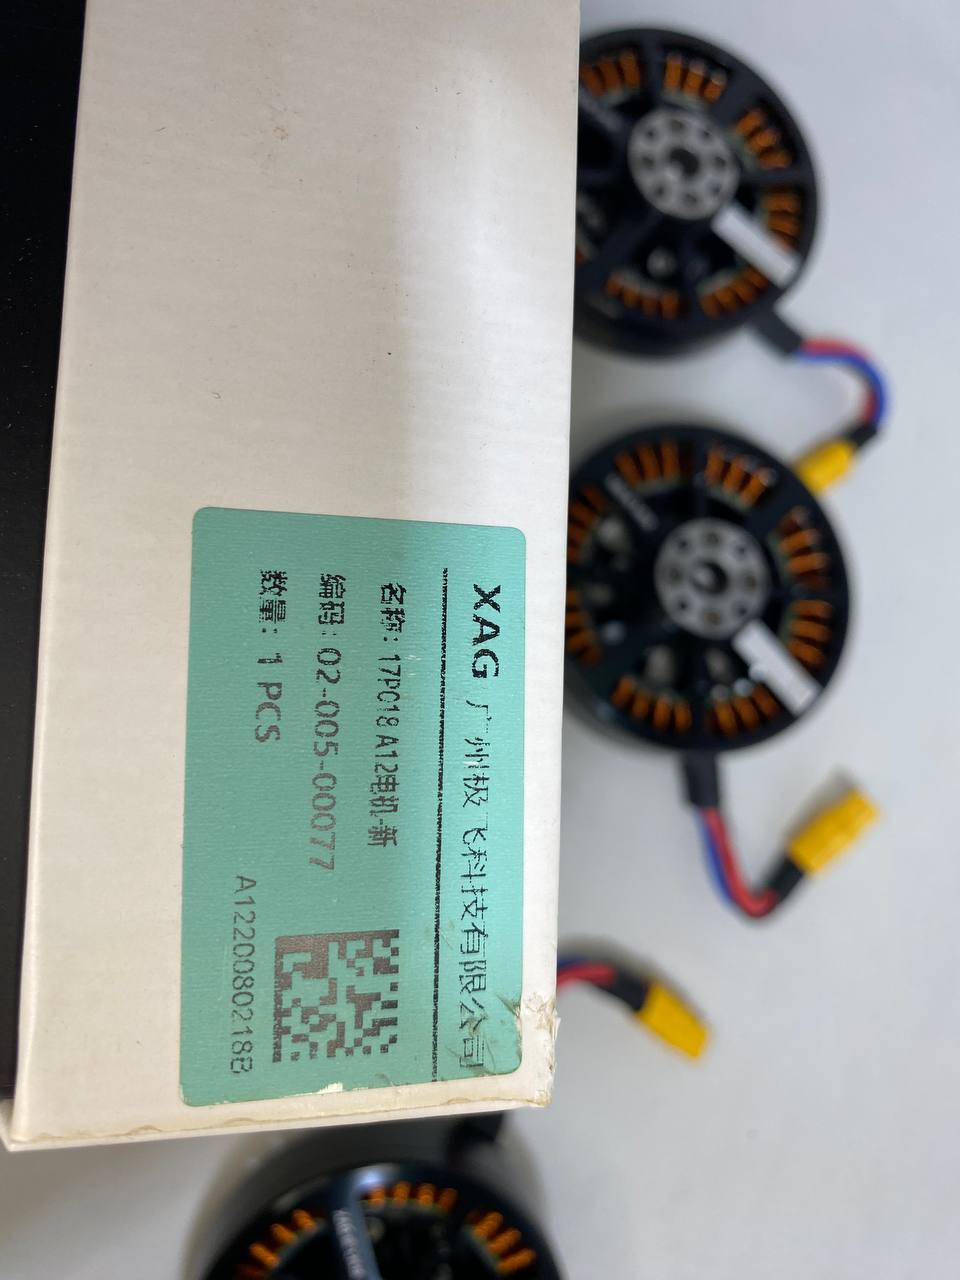 XAG 广州极飞科技有限公司
名称: 17P018 A12电机-新
编码: 02-005-00077
数量: 1 PCS
A12200802188